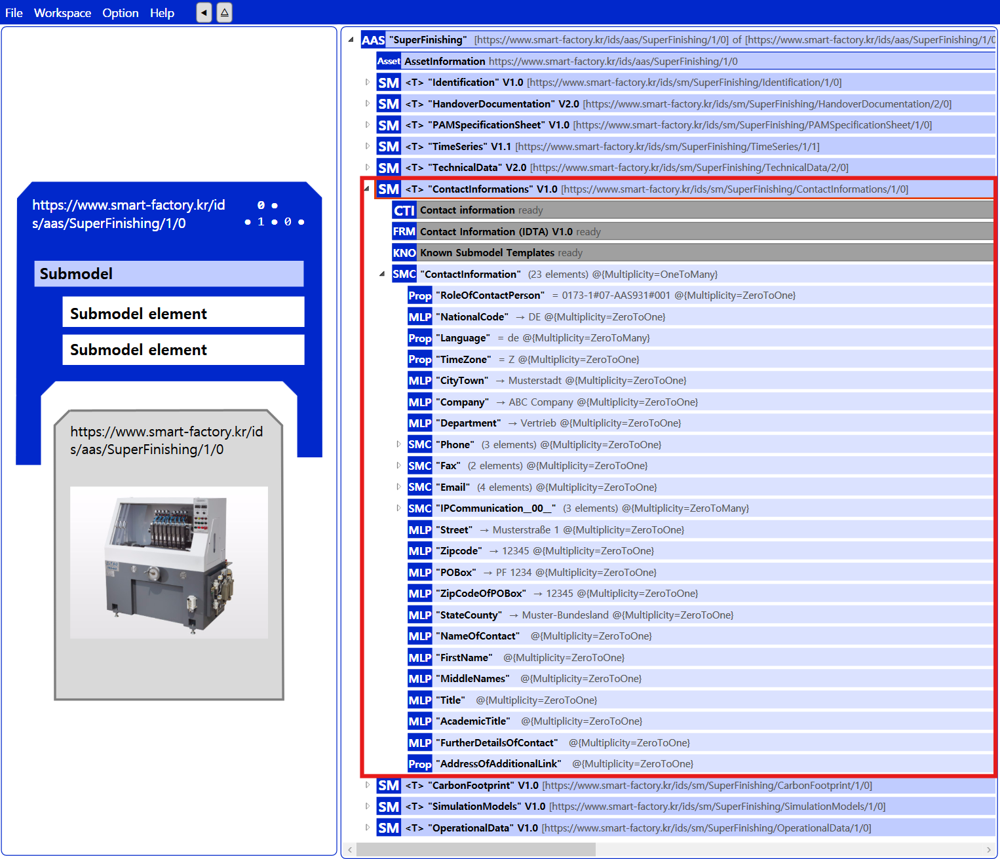 File Workspace Option Help
https://www.smart-factory.kr/id
s/aas/SuperFinishing/1/0
0
1 0
Submodel
Submodel element
Submodel element
https://www.smart-factory.kr/id
s/aas/SuperFinishing/1/0
AAS "SuperFinishing" [https://www.smart-factory.kr/ids/aas/SuperFinishing/1/0] of [https://www.smart-factory.kr/ids/aas/SuperFinishing/1/0
Asset AssetInformation https://www.smart-factory.kr/ids/aas/SuperFinishing/1/0
SM <T> "Identification" V1.0 [https://www.smart-factory.kr/ids/sm/SuperFinishing/Identification/1/0]
SM <T> "HandoverDocumentation" V2.0 [https://www.smart-factory.kr/ids/sm/SuperFinishing/HandoverDocumentation/2/0]
SM <T> "PAMSpecificationSheet" V1.0 [https://www.smart-factory.kr/ids/sm/SuperFinishing/PAMSpecificationSheet/1/0]
SM <T> "TimeSeries" V1.1 [https://www.smart-factory.kr/ids/sm/SuperFinishing/TimeSeries/1/1]
SM <T> "TechnicalData" V2.0 [https://www.smart-factory.kr/ids/sm/SuperFinishing/TechnicalData/2/0]
SM <T> "ContactInformations" V1.0 [https://www.smart-factory.kr/ids/sm/SuperFinishing/ContactInformations/1/0]
CTI Contact information ready
FRM Contact Information (IDTA) V1.0 ready
KNO Known Submodel Templates ready
SMC "ContactInformation" (23 elements) @{Multiplicity=OneToMany}
Prop "RoleOfContactPerson" = 0173-1#07-AAS931#001 @{Multiplicity=ZeroToOne}
MLP "NationalCode" → DE @{Multiplicity=ZeroToOne}
Prop "Language" = de @{Multiplicity=ZeroToMany}
Prop "TimeZone" = Z @{Multiplicity=ZeroToOne}
MLP "CityTown" → Musterstadt @{Multiplicity=ZeroToOne}
MLP "Company" → ABC Company @{Multiplicity=ZeroToOne}
MLP "Department" → Vertrieb @{Multiplicity=ZeroToOne}
SMC "Phone" (3 elements) @{Multiplicity=ZeroToOne}
SMC "Fax" (2 elements) @{Multiplicity=ZeroToOne}
SMC "Email" (4 elements) @{Multiplicity=ZeroToOne}
SMC "IPCommunication__00__" (3 elements) @{Multiplicity=ZeroToMany}
MLP "Street" → Musterstraße 1 @{Multiplicity=ZeroToOne}
MLP "Zipcode" → 12345 @{Multiplicity=ZeroToOne}
MLP "POBox" → PF 1234 @{Multiplicity=ZeroToOne}
MLP "ZipCodeOfPOBox" → 12345 @{Multiplicity=ZeroToOne}
MLP "StateCounty" → Muster-Bundesland @{Multiplicity=ZeroToOne}
MLP "NameOfContact" @{Multiplicity=ZeroToOne}
MLP "FirstName" @{Multiplicity=ZeroToOne}
MLP "MiddleNames" @{Multiplicity=ZeroToOne}
MLP "Title" @{Multiplicity=ZeroToOne}
MLP "AcademicTitle" @{Multiplicity=ZeroToOne}
MLP "FurtherDetailsOfContact" @{Multiplicity=ZeroToOne}
Prop "AddressOfAdditionalLink" @{Multiplicity=ZeroToOne}
SM <T> "CarbonFootprint" V1.0 [https://www.smart-factory.kr/ids/sm/SuperFinishing/CarbonFootprint/1/0]
SM <T> "SimulationModels" V1.0 [https://www.smart-factory.kr/ids/sm/SuperFinishing/SimulationModels/1/0]
SM <T> "OperationalData" V1.0 [https://www.smart-factory.kr/ids/sm/SuperFinishing/OperationalData/1/0]